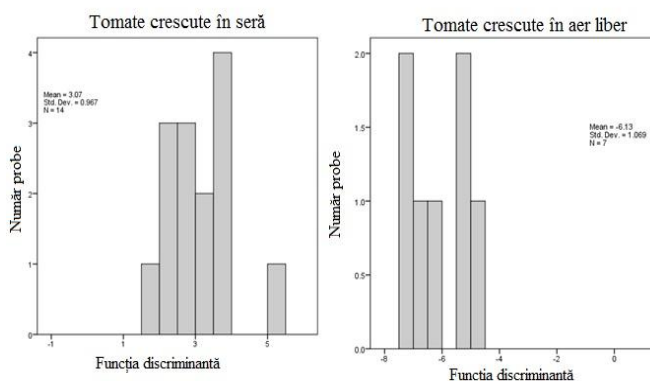 Tomate crescute în seră
4
3
2
1
0
Mean = 3.07
Std. Dev. = 0.967
N = 14
Număr probe
-1
1
3
5
Funcția discriminantă
Tomate crescute în aer liber
2.0
1.5
1.0
0.5
0.0
Mean = -6.13
Std. Dev. = 1.069
N = 7
Număr probe
-8
-6
-4
-2
0
Funcția discriminantă